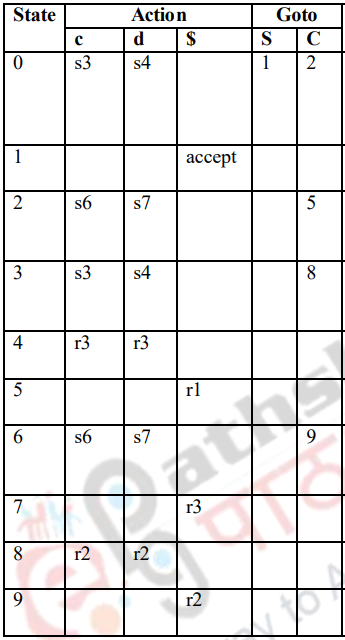 State Action Goto
c d $ S C
0 s3 s4 1 2
1 accept
2 s6 s7 5
3 s3 s4 8
4 r3 r3
5 r1
6 s6 s7 9
7 r3
8 r2 r2
9 r2